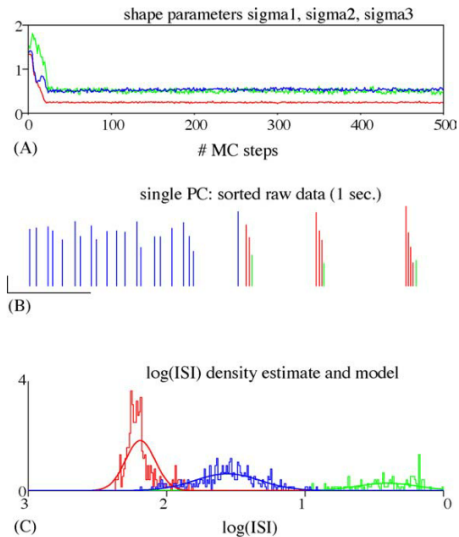 shape parameters sigma1, sigma2, sigma3
2
1
0
0 100 200 300 400 500
(A) # MC steps
single PC: sorted raw data (1 sec.)
(B)
log(ISI) density estimate and model
4
0
3 2 1 0
(C) log(ISI)